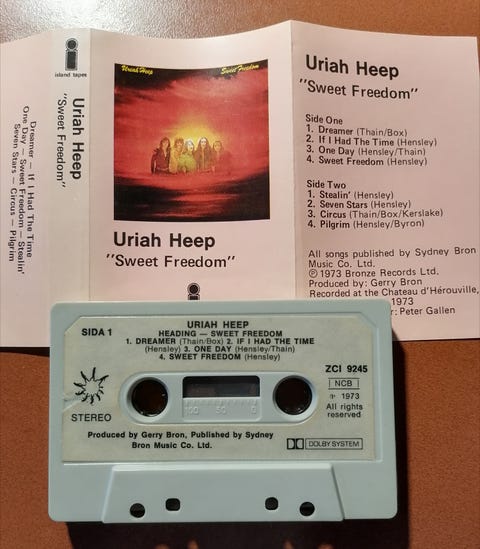 island tapes
Uriah Heep
"Sweet Freedom"
Dreamer – If I Had The Time
One Day – Sweet Freedom – Stealin'
Seven Stars – Circus – Pilgrim
Uriah Heep
Sweet Freedom
Uriah Heep
"Sweet Freedom"
Uriah Heep
"Sweet Freedom"
Side One
1. Dreamer (Thain/Box)
2. If I Had The Time (Hensley)
3. One Day (Hensley/Thain)
4. Sweet Freedom (Hensley)
Side Two
1. Stealin' (Hensley)
2. Seven Stars (Hensley)
3. Circus (Thain/Box/Kerslake)
4. Pilgrim (Hensley/Byron)
All songs published by Sydney Bron
Music Co. Ltd.
℗ 1973 Bronze Records Ltd.
Produced by: Gerry Bron
Recorded at the Chateau d'Hérouville,
1973
r: Peter Gallen
URIAH HEEP
SIDA 1
HEADING — SWEET FREEDOM
1. DREAMER (Thain/Box) 2. IF I HAD THE TIME
(Hensley) 3. ONE DAY (Hensley/Thain)
4. SWEET FREEDOM (Hensley)
ZCI 9245
NCB
℗ 1973
All rights
reserved
STEREO
100 50 0
Produced by Gerry Bron, Published by Sydney
Bron Music Co. Ltd.
DOLBY SYSTEM